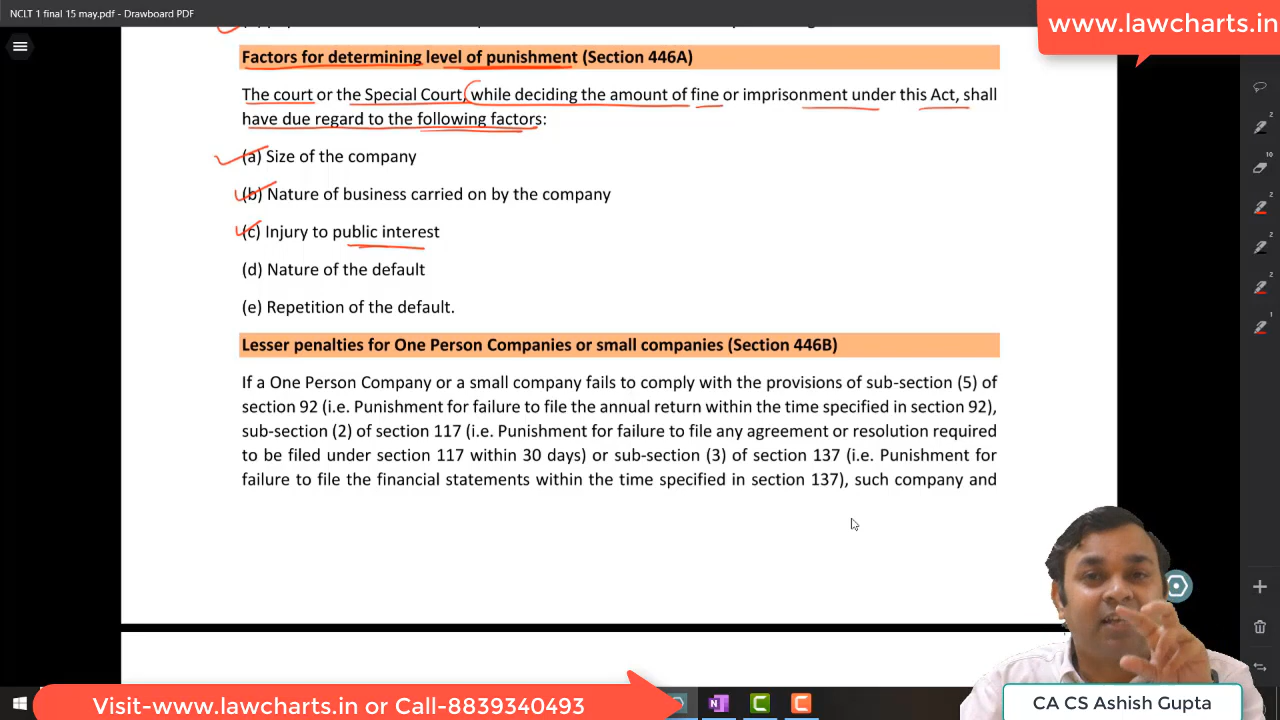 NCLT 1 final 15 may.pdf - Drawboard PDF
www.lawcharts.in
Factors for determining level of punishment (Section 446A)
The court or the Special Court, while deciding the amount of fine or imprisonment under this Act, shall
have due regard to the following factors:
(a) Size of the company
(b) Nature of business carried on by the company
(c) Injury to public interest
(d) Nature of the default
(e) Repetition of the default.
Lesser penalties for One Person Companies or small companies (Section 446B)
If a One Person Company or a small company fails to comply with the provisions of sub-section (5) of
section 92 (i.e. Punishment for failure to file the annual return within the time specified in section 92),
sub-section (2) of section 117 (i.e. Punishment for failure to file any agreement or resolution required
to be filed under section 117 within 30 days) or sub-section (3) of section 137 (i.e. Punishment for
failure to file the financial statements within the time specified in section 137), such company and
2
10
2
2
2
1
Visit-www.lawcharts.in or Call-8839340493
CA CS Ashish Gupta